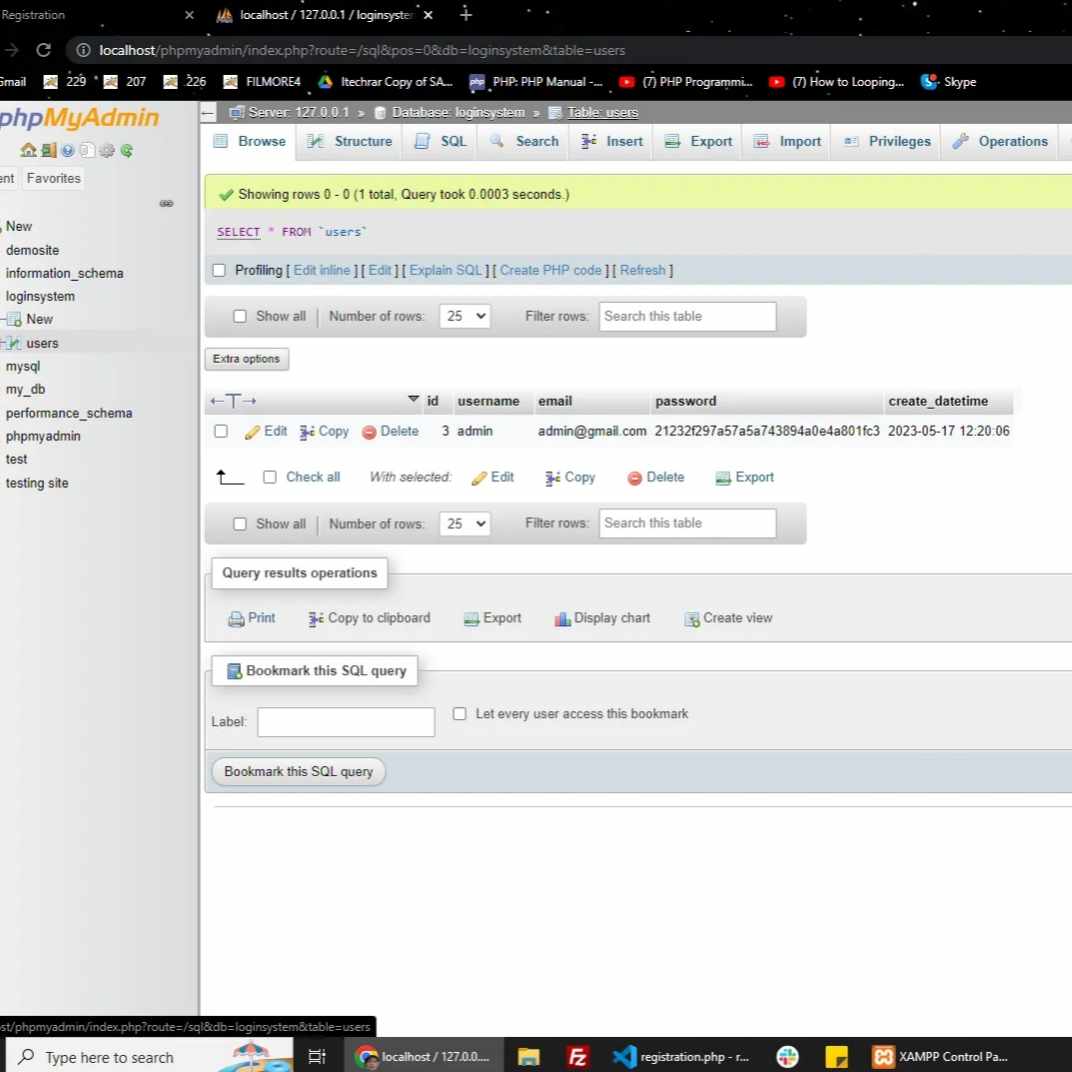 Registration
localhost / 127.0.0.1 / loginsyste
localhost/phpmyadmin/index.php?route=/sql&pos=0&db=loginsystem&table=users
Gmail 229 207 226 FILMORE4 Itechrar Copy of SA... PHP: PHP Manual -... (7) PHP Programmi... (7) How to Looping... Skype
phpMyAdmin
Server: 127.0.0.1 » Database: loginsystem » Table: users
Browse Structure SQL Search Insert Export Import Privileges Operations
ent Favorites
New
demosite
information_schema
loginsystem
New
users
mysql
my_db
performance_schema
phpmyadmin
test
testing site
Showing rows 0 - 0 (1 total, Query took 0.0003 seconds.)
SELECT * FROM `users`
Profiling [ Edit inline ] [ Edit ] [ Explain SQL ] [ Create PHP code ] [ Refresh ]
Show all Number of rows: 25 Filter rows: Search this table
Extra options
←T→ id username email password create_datetime
Edit Copy Delete 3 admin admin@gmail.com 21232f297a57a5a743894a0e4a801fc3 2023-05-17 12:20:06
Check all With selected: Edit Copy Delete Export
Show all Number of rows: 25 Filter rows: Search this table
Query results operations
Print Copy to clipboard Export Display chart Create view
Bookmark this SQL query
Label: Let every user access this bookmark
Bookmark this SQL query
st/phpmyadmin/index.php?route=/sql&db=loginsystem&table=users
Type here to search localhost / 127.0.0.... registration.php - r... XAMPP Control Pa...